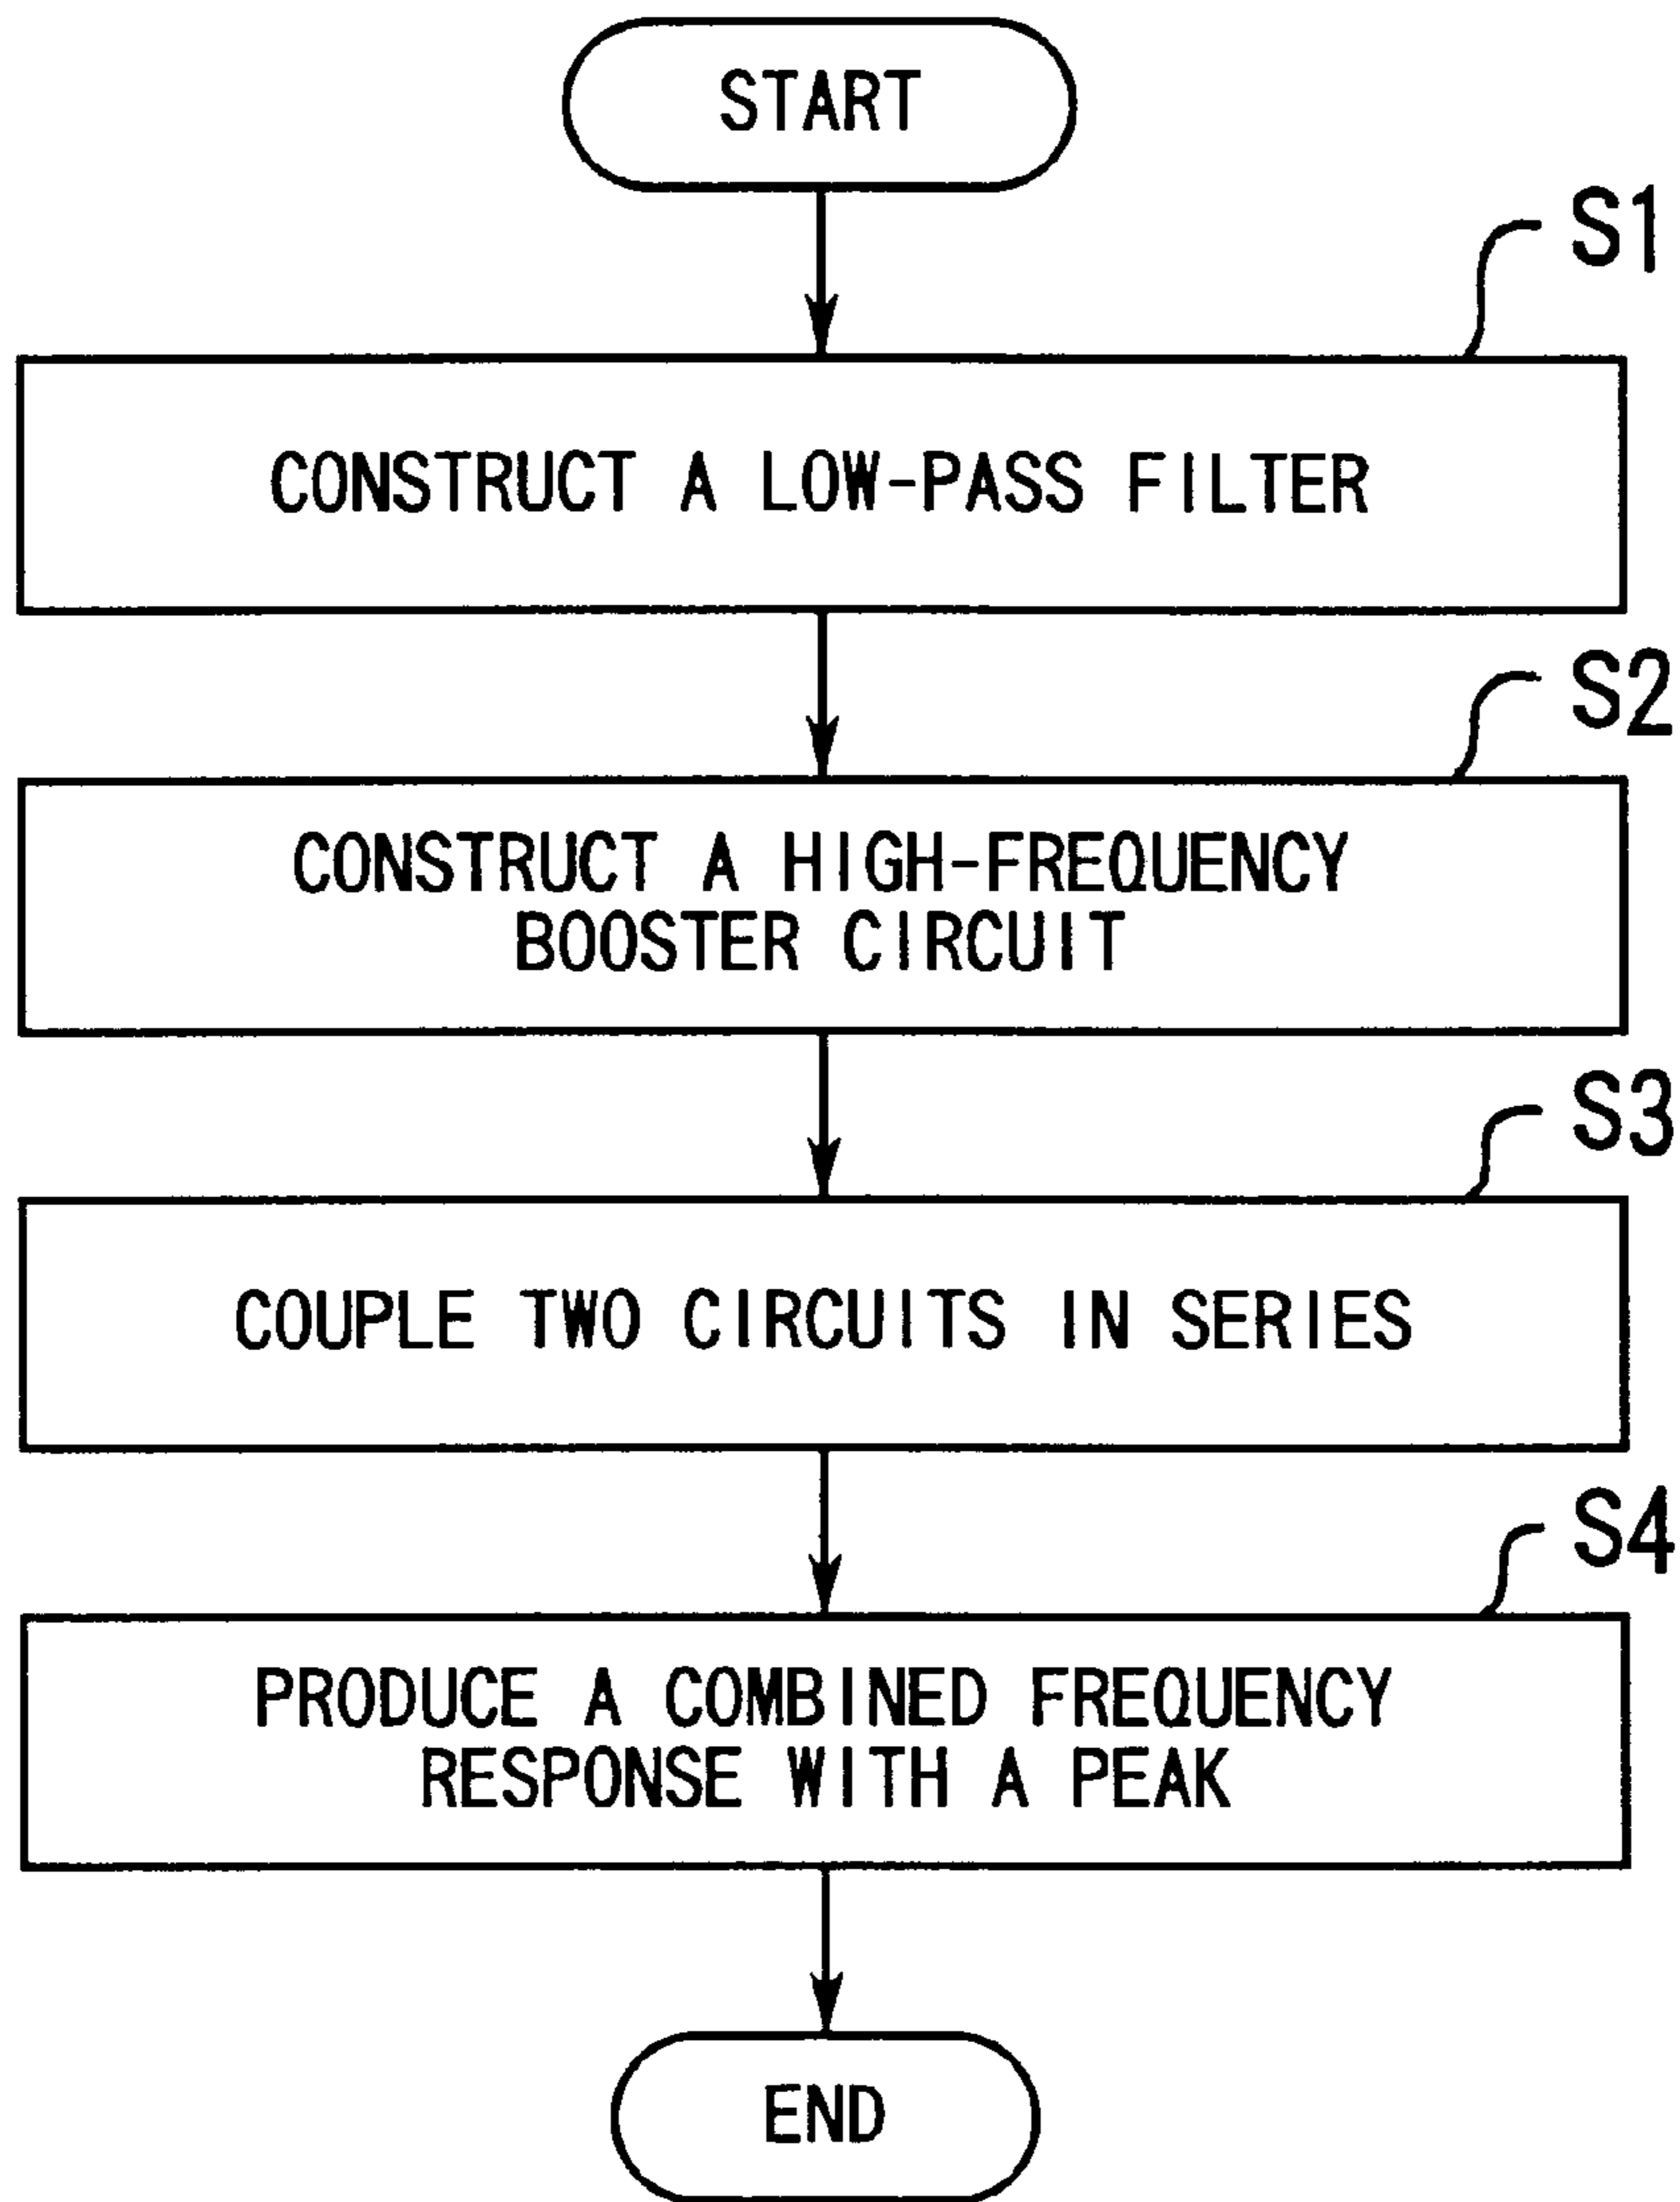 START
S1
CONSTRUCT A LOW-PASS FILTER
S2
CONSTRUCT A HIGH-FREQUENCY
BOOSTER CIRCUIT
S3
COUPLE TWO CIRCUITS IN SERIES
S4
PRODUCE A COMBINED FREQUENCY
RESPONSE WITH A PEAK
END